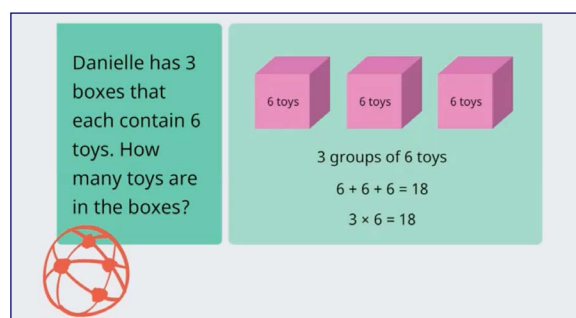 Danielle has 3
boxes that
each contain 6
toys. How
many toys are
in the boxes?
6 toys
6 toys
6 toys
3 groups of 6 toys
6 + 6 + 6 = 18
3 × 6 = 18